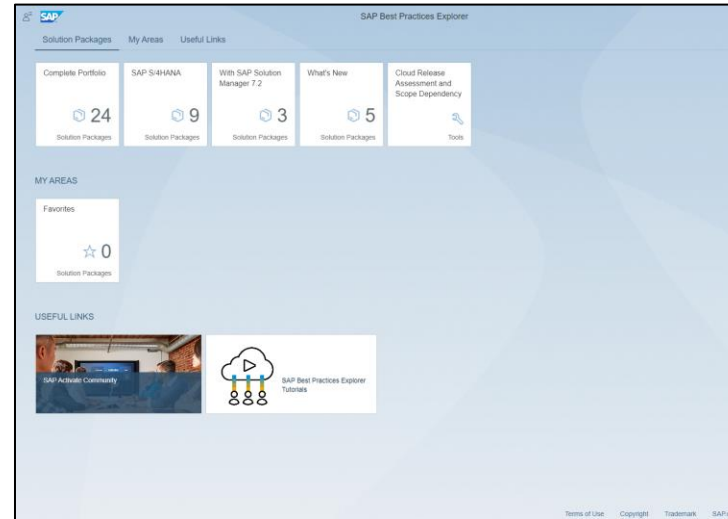 SAP
SAP Best Practices Explorer
Solution Packages
My Areas
Useful Links
Complete Portfolio
24
Solution Packages
SAP S/4HANA
9
Solution Packages
With SAP Solution
Manager 7.2
3
Solution Packages
What's New
5
Solution Packages
Cloud Release
Assessment and
Scope Dependency
Tools
MY AREAS
Favorites
0
Solution Packages
USEFUL LINKS
SAP Activate Community
SAP Best Practices Explorer
Tutorials
Terms of Use
Copyright
Trademark